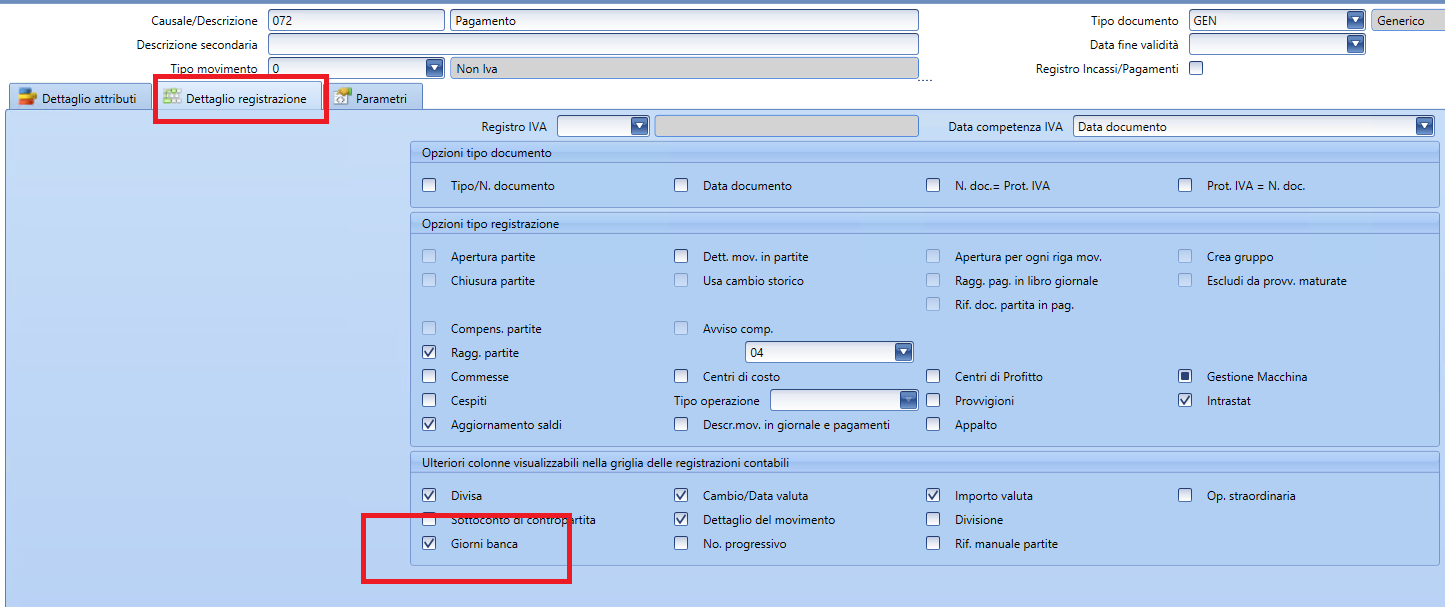 Causale/Descrizione 072 Pagamento Tipo documento GEN Generico
Descrizione secondaria Data fine validità
Tipo movimento 0 Non Iva .... Registro Incassi/Pagamenti
Dettaglio attributi Dettaglio registrazione Parametri
Registro IVA Data competenza IVA Data documento
Opzioni tipo documento
Tipo/N. documento Data documento N. doc.= Prot. IVA Prot. IVA = N. doc.
Opzioni tipo registrazione
Apertura partite Dett. mov. in partite Apertura per ogni riga mov. Crea gruppo
Chiusura partite Usa cambio storico Ragg. pag. in libro giornale Escludi da provv. maturate
Rif. doc. partita in pag.
Compens. partite Avviso comp.
Ragg. partite 04
Commesse Centri di costo Centri di Profitto Gestione Macchina
Cespiti Tipo operazione Provvigioni Intrastat
Aggiornamento saldi Descr.mov. in giornale e pagamenti Appalto
Ulteriori colonne visualizzabili nella griglia delle registrazioni contabili
Divisa Cambio/Data valuta Importo valuta Op. straordinaria
Sottoconto di contropartita Dettaglio del movimento Divisione
Giorni banca No. progressivo Rif. manuale partite